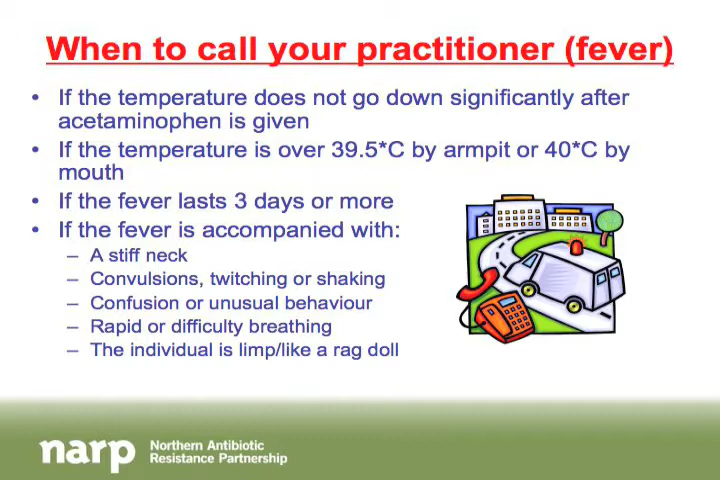 When to call your practitioner (fever)
• If the temperature does not go down significantly after
acetaminophen is given
• If the temperature is over 39.5*C by armpit or 40*C by
mouth
• If the fever lasts 3 days or more
• If the fever is accompanied with:
– A stiff neck
– Convulsions, twitching or shaking
– Confusion or unusual behaviour
– Rapid or difficulty breathing
– The individual is limp/like a rag doll
narp
Northern Antibiotic
Resistance Partnership